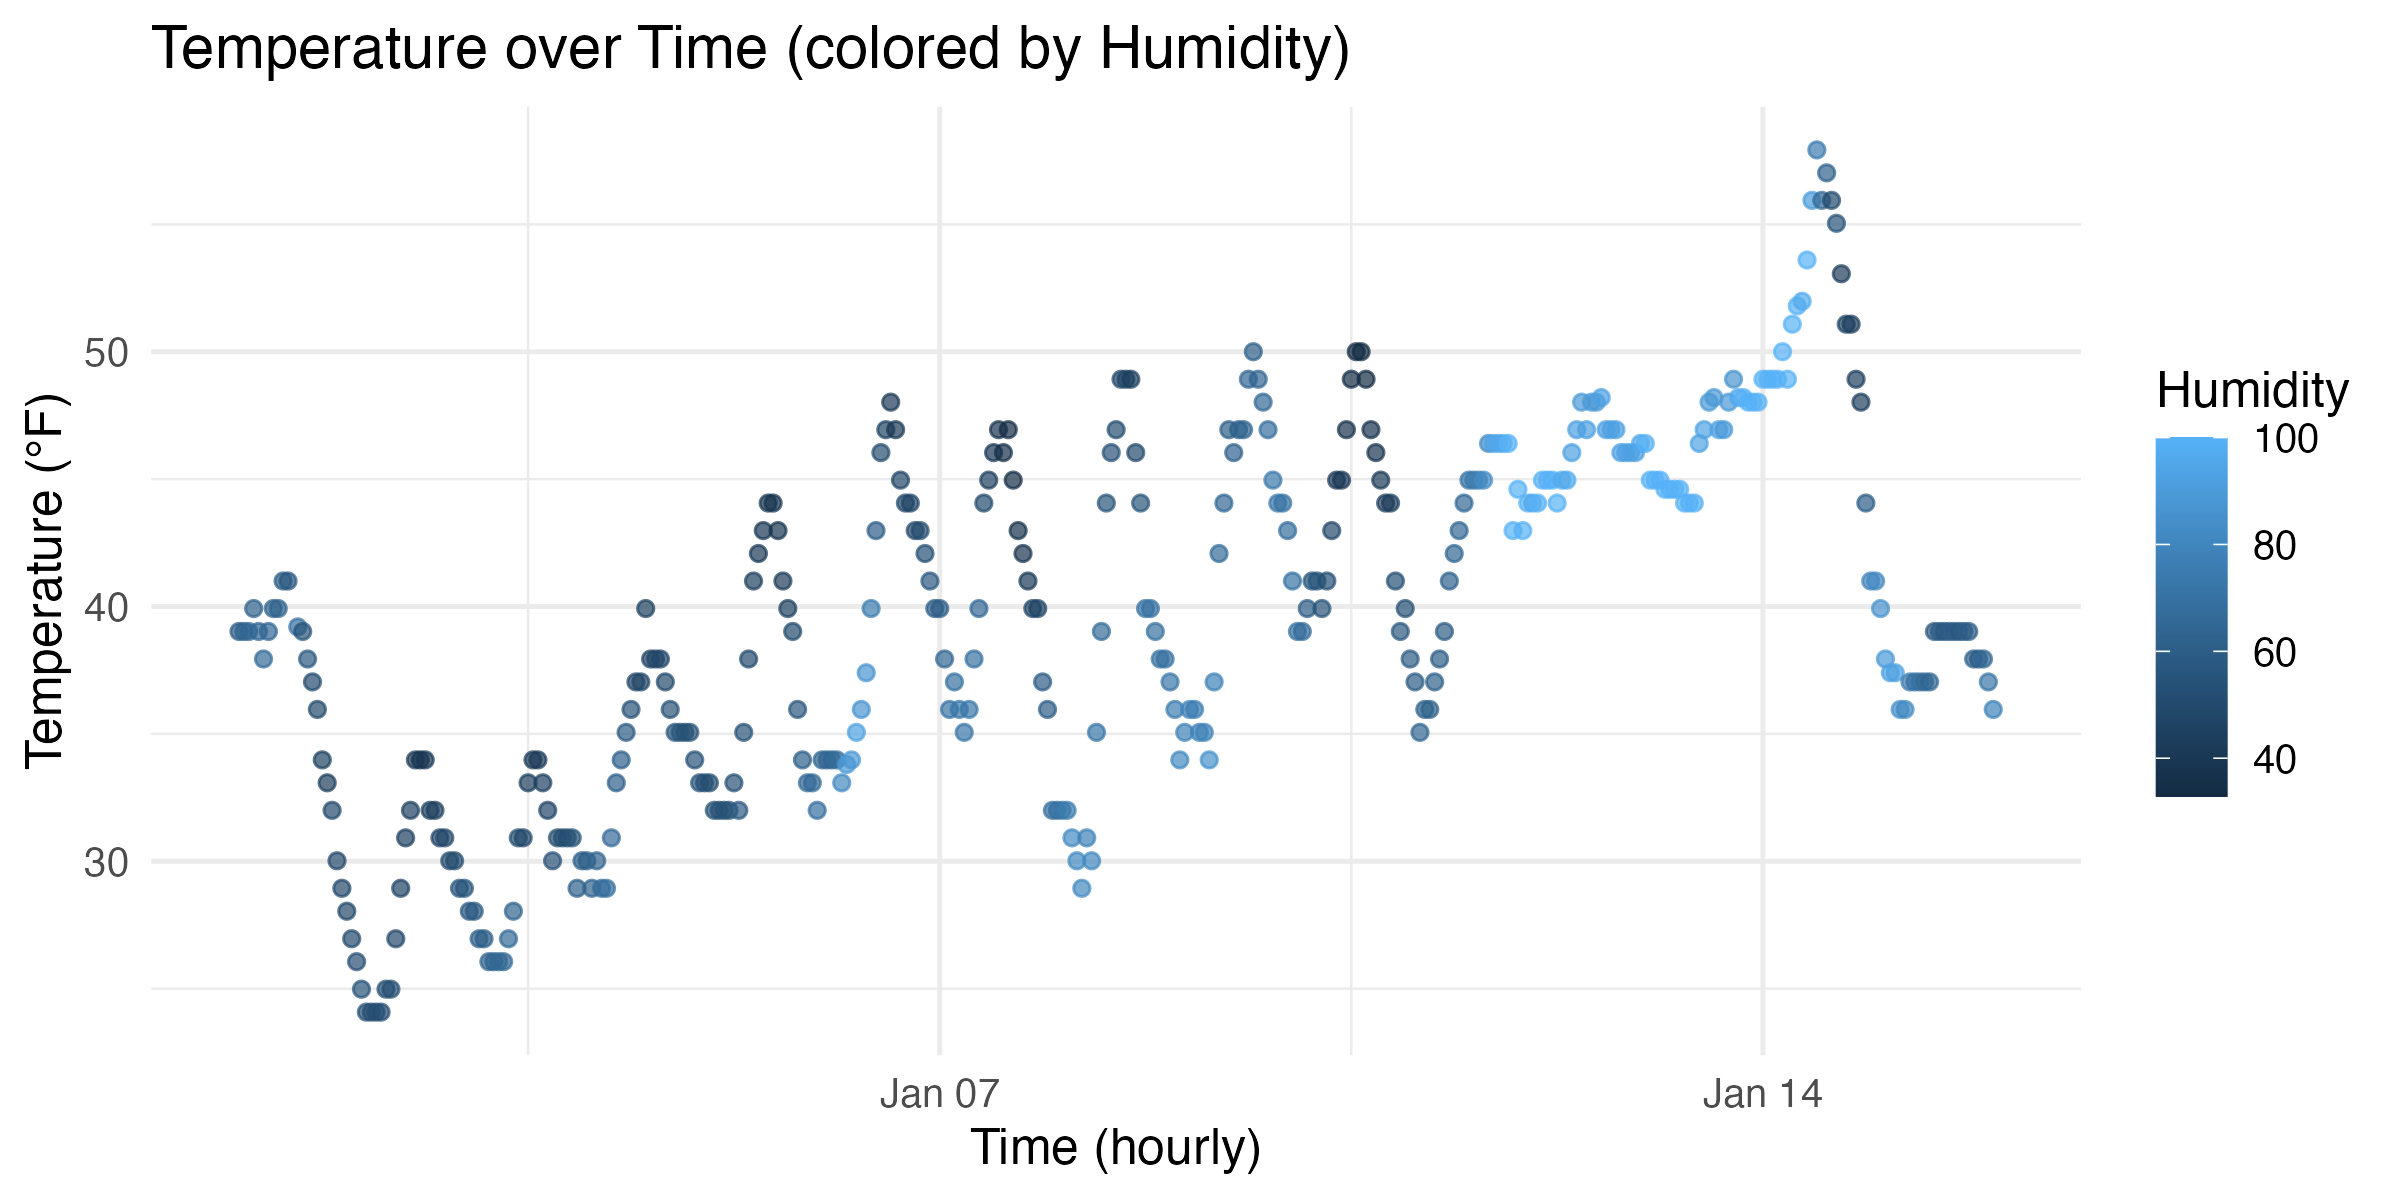 Temperature over Time (colored by Humidity)
Temperature (°F)
50
40
30
Jan 07
Jan 14
Time (hourly)
Humidity
100
80
60
40